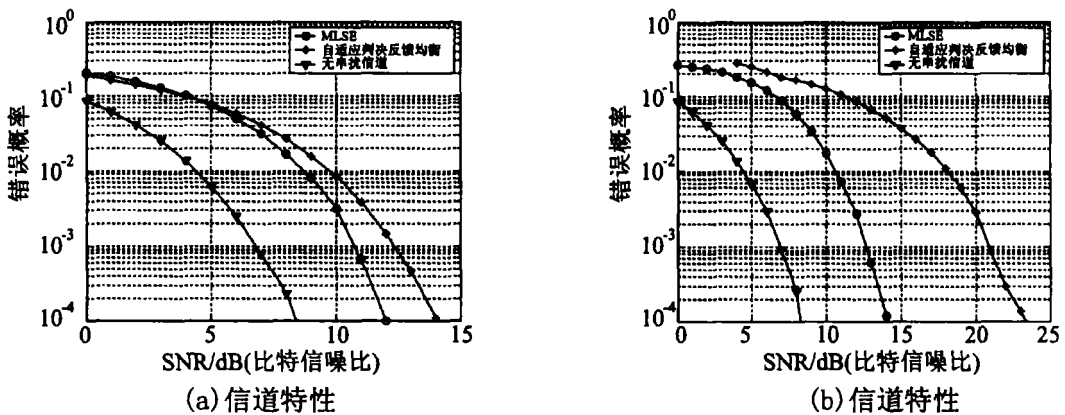 10^0
10^-1
10^-2
10^-3
10^-4
错误概率
MLSE
自适应判决反馈均衡
无串扰信道
0
5
10
15
SNR/dB(比特信噪比)
(a)信道特性
10^0
10^-1
10^-2
10^-3
10^-4
错误概率
MLSE
自适应判决反馈均衡
无串扰信道
0
5
10
15
20
25
SNR/dB(比特信噪比)
(b)信道特性